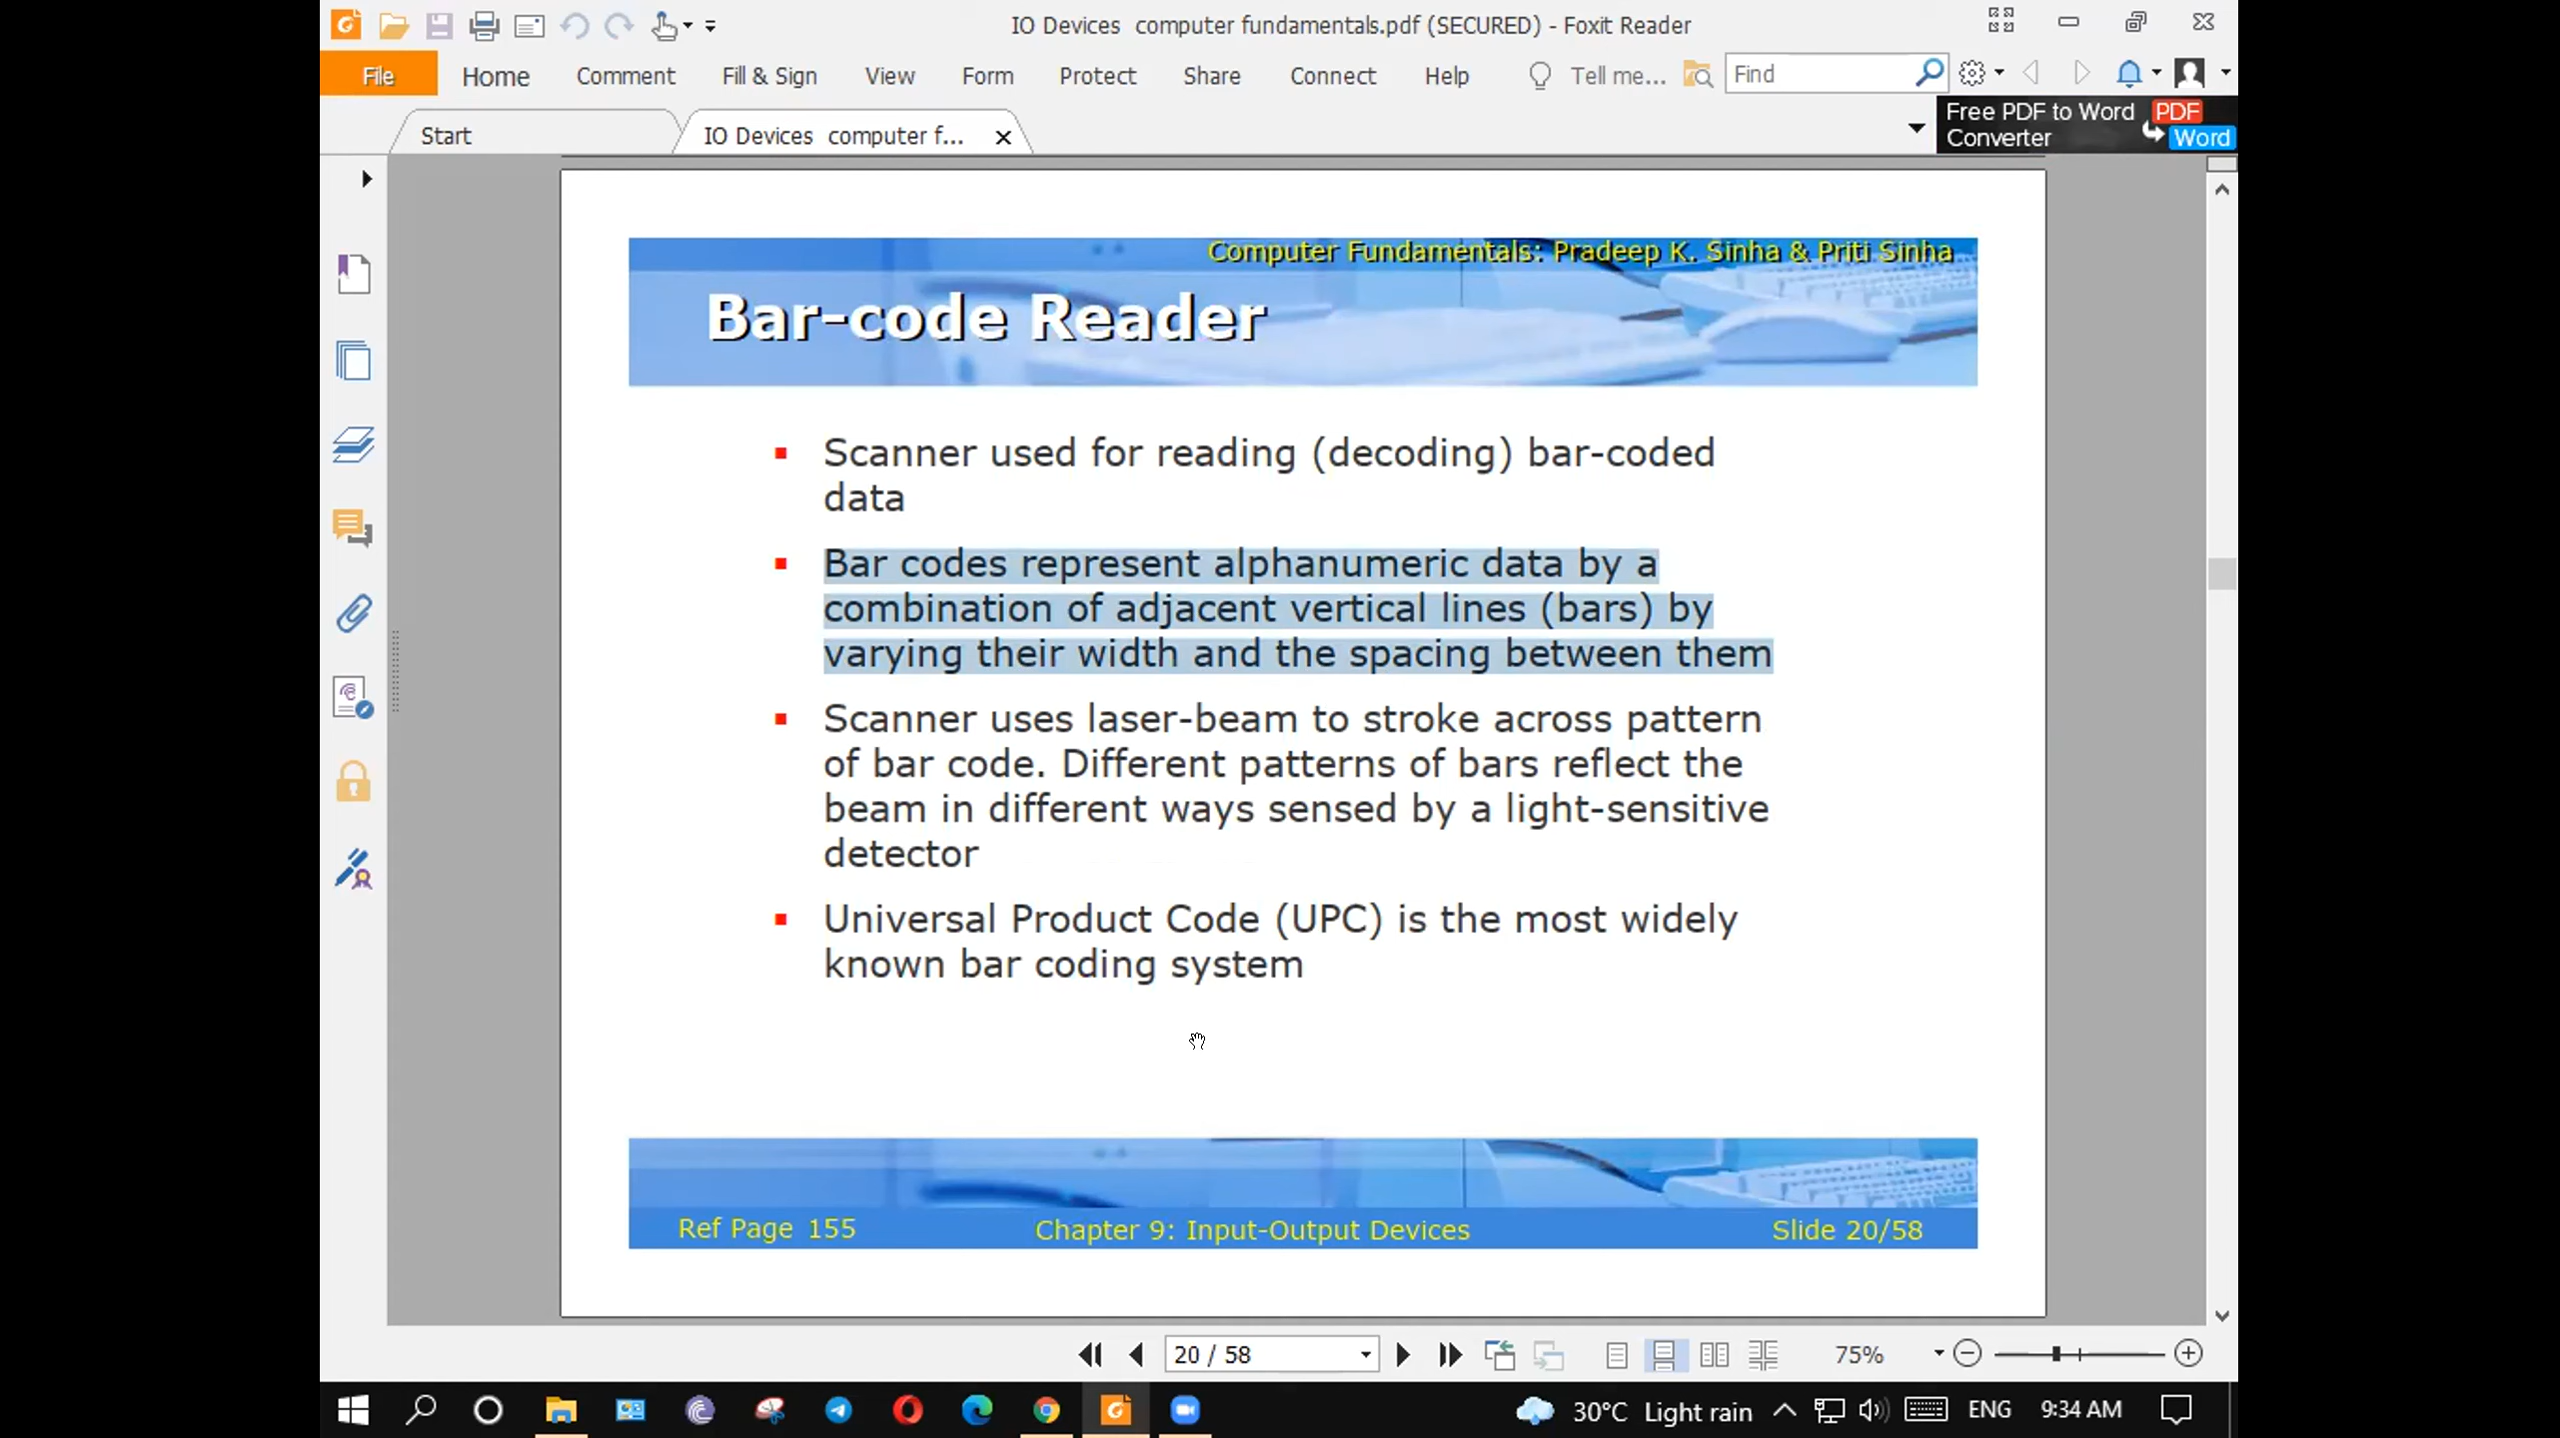 IO Devices computer fundamentals.pdf (SECURED) - Foxit Reader
File Home Comment Fill & Sign View Form Protect Share Connect Help Tell me... Find
Start
IO Devices computer f...
Free PDF to Word PDF
Converter Word
Computer Fundamentals: Pradeep K. Sinha & Priti Sinha
Bar-code Reader
Scanner used for reading (decoding) bar-coded
data
Bar codes represent alphanumeric data by a
combination of adjacent vertical lines (bars) by
varying their width and the spacing between them
Scanner uses laser-beam to stroke across pattern
of bar code. Different patterns of bars reflect the
beam in different ways sensed by a light-sensitive
detector
Universal Product Code (UPC) is the most widely
known bar coding system
Ref Page 155 Chapter 9: Input-Output Devices Slide 20/58
20 / 58 75%
30°C Light rain ENG 9:34 AM